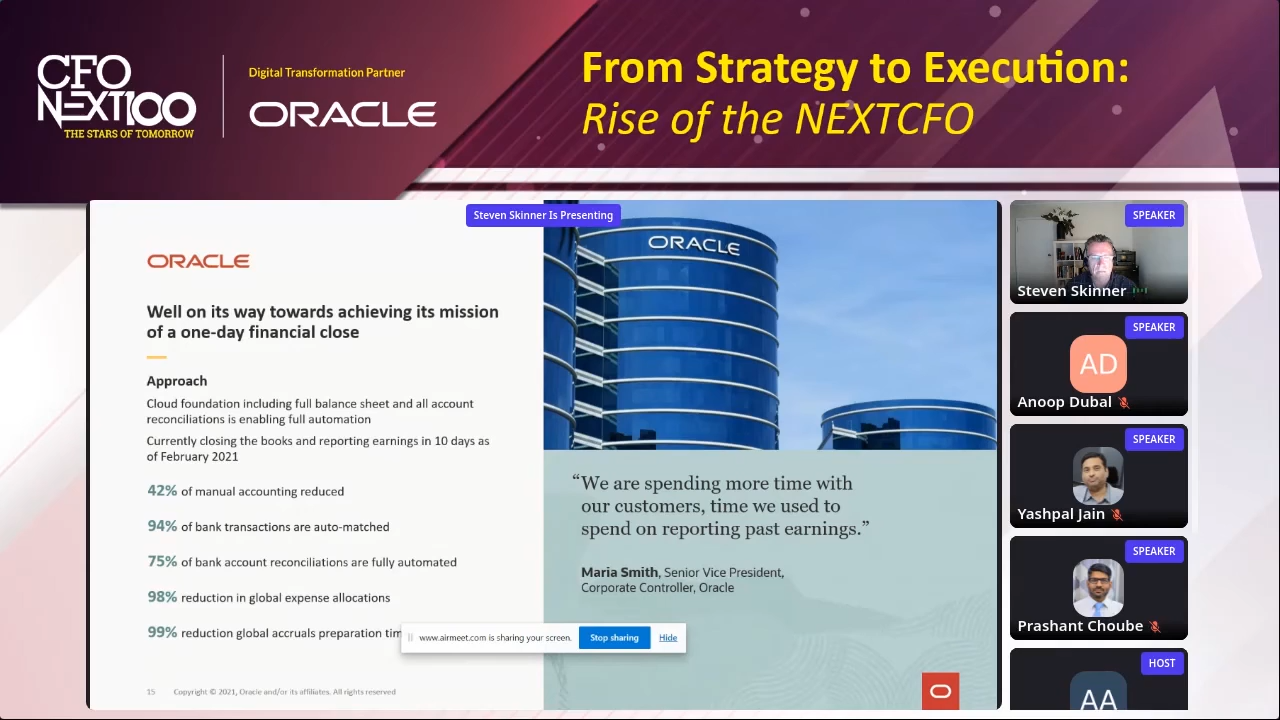 CFO
NEXT100
THE STARS OF TOMORROW
Digital Transformation Partner
ORACLE
From Strategy to Execution:
Rise of the NEXTCFO
Steven Skinner Is Presenting
ORACLE
Well on its way towards achieving its mission
of a one-day financial close
Approach
Cloud foundation including full balance sheet and all account
reconciliations is enabling full automation
Currently closing the books and reporting earnings in 10 days as
of February 2021
42% of manual accounting reduced
94% of bank transactions are auto-matched
75% of bank account reconciliations are fully automated
98% reduction in global expense allocations
99% reduction global accruals preparation tim
15 Copyright © 2021, Oracle and/or its affiliates. All rights reserved
ORACLE
“We are spending more time with
our customers, time we used to
spend on reporting past earnings.”
Maria Smith, Senior Vice President,
Corporate Controller, Oracle
www.airmeet.com is sharing your screen.
Stop sharing
Hide
SPEAKER
Steven Skinner
SPEAKER
AD
Anoop Dubal
SPEAKER
Yashpal Jain
SPEAKER
Prashant Choube
HOST
AA